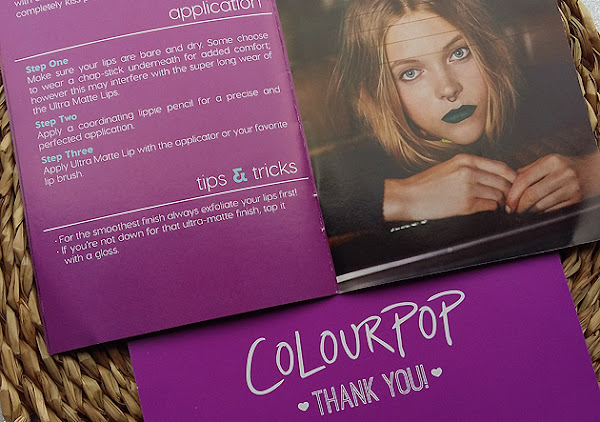 completely kiss p
application
Step One
Make sure your lips are bare and dry. Some choose
to wear a chap-stick underneath for added comfort;
however this may interfere with the super long wear of
the Ultra Matte Lips.
Step Two
Apply a coordinating lippie pencil for a precise and
perfected application.
Step Three
Apply Ultra Matte Lip with the applicator or your favorite
lip brush.
tips & tricks
- For the smoothest finish always exfoliate your lips first!
- If you're not down for that ultra-matte finish, top it
with a gloss.
COLOURPOP
THANK YOU!